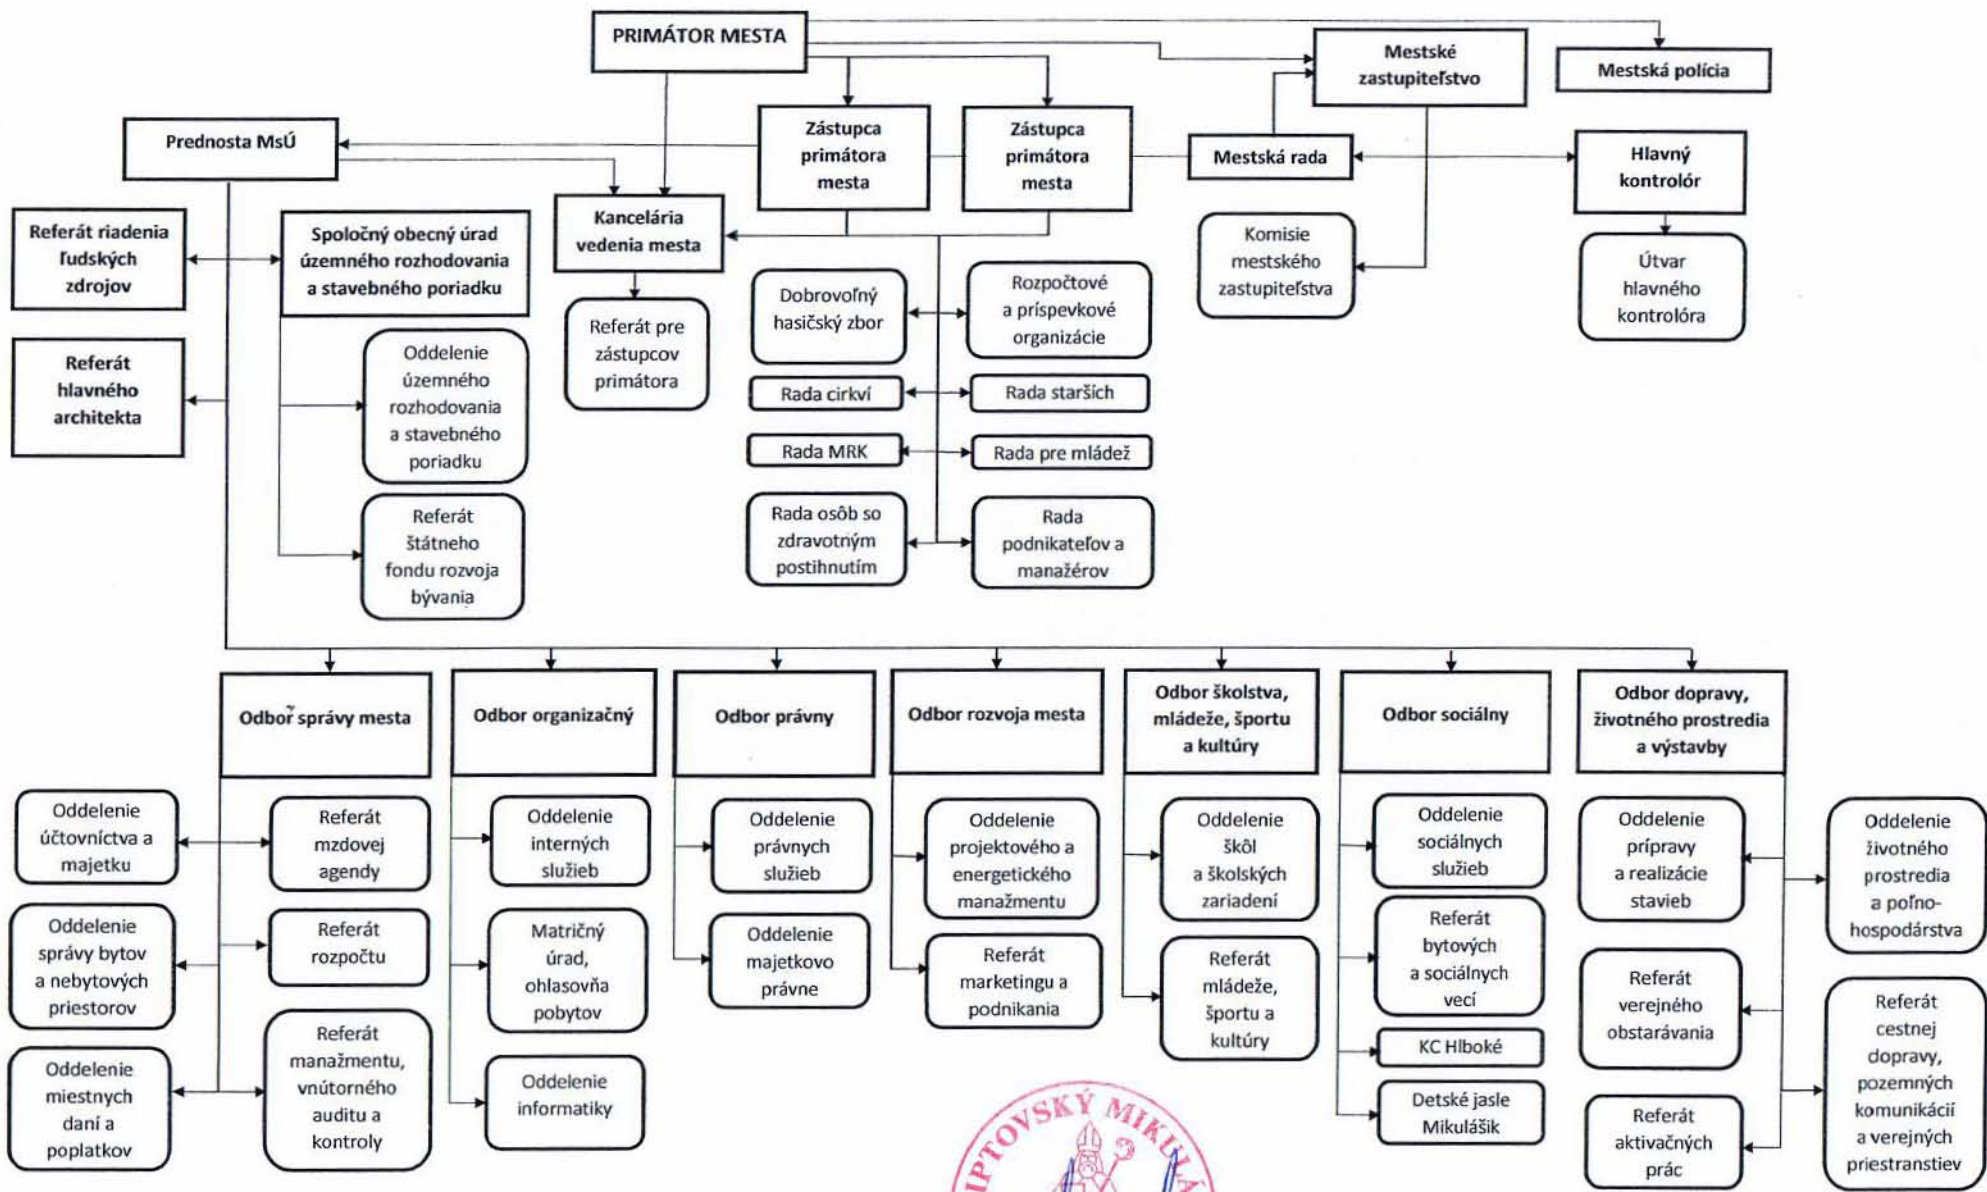 PRIMÁTOR MESTA
Mestské
zastupiteľstvo
Mestská polícia
Prednosta MsÚ
Zástupca
primátora
mesta
Zástupca
primátora
mesta
Mestská rada
Hlavný
kontrolór
Referát riadenia
ľudských
zdrojov
Spoločný obecný úrad
územného rozhodovania
a stavebného poriadku
Kancelária
vedenia mesta
Komisie
mestského
zastupiteľstva
Útvar
hlavného
kontrolóra
Referát
hlavného
architekta
Oddelenie
územného
rozhodovania
a stavebného
poriadku
Referát pre
zástupcov
primátora
Dobrovoľný
hasičský zbor
Rozpočtové
a príspevkové
organizácie
Rada cirkví
Rada starších
Rada MRK
Rada pre mládež
Referát
štátneho
fondu rozvoja
bývania
Rada osôb so
zdravotným
postihnutím
Rada
podnikateľov a
manažérov
Odbor správy mesta
Odbor organizačný
Odbor právny
Odbor rozvoja mesta
Odbor školstva,
mládeže, športu
a kultúry
Odbor sociálny
Odbor dopravy,
životného prostredia
a výstavby
Oddelenie
účtovníctva a
majetku
Referát
mzdovej
agendy
Oddelenie
interných
služieb
Oddelenie
právnych
služieb
Oddelenie
projektového a
energetického
manažmentu
Oddelenie
škôl
a školských
zariadení
Oddelenie
sociálnych
služieb
Oddelenie
prípravy
a realizácie
stavieb
Oddelenie
životného
prostredia
a poľno-
hospodárstva
Oddelenie
správy bytov
a nebytových
priestorov
Referát
rozpočtu
Matričný
úrad,
ohlasovňa
pobytov
Oddelenie
majetkovo
právne
Referát
marketingu a
podnikania
Referát
mládeže,
športu a
kultúry
Referát
bytových
a sociálnych
vecí
Referát
verejného
obstarávania
Referát
cestnej
dopravy,
pozemných
komunikácií
a verejných
priestranstiev
Oddelenie
miestnych
daní a
poplatkov
Referát
manažmentu,
vnútorného
auditu a
kontroly
Oddelenie
informatiky
KC Hlboké
Detské jasle
Mikulášik
Referát
aktivačných
prác
IPTOVSKÝ MIKULÁ